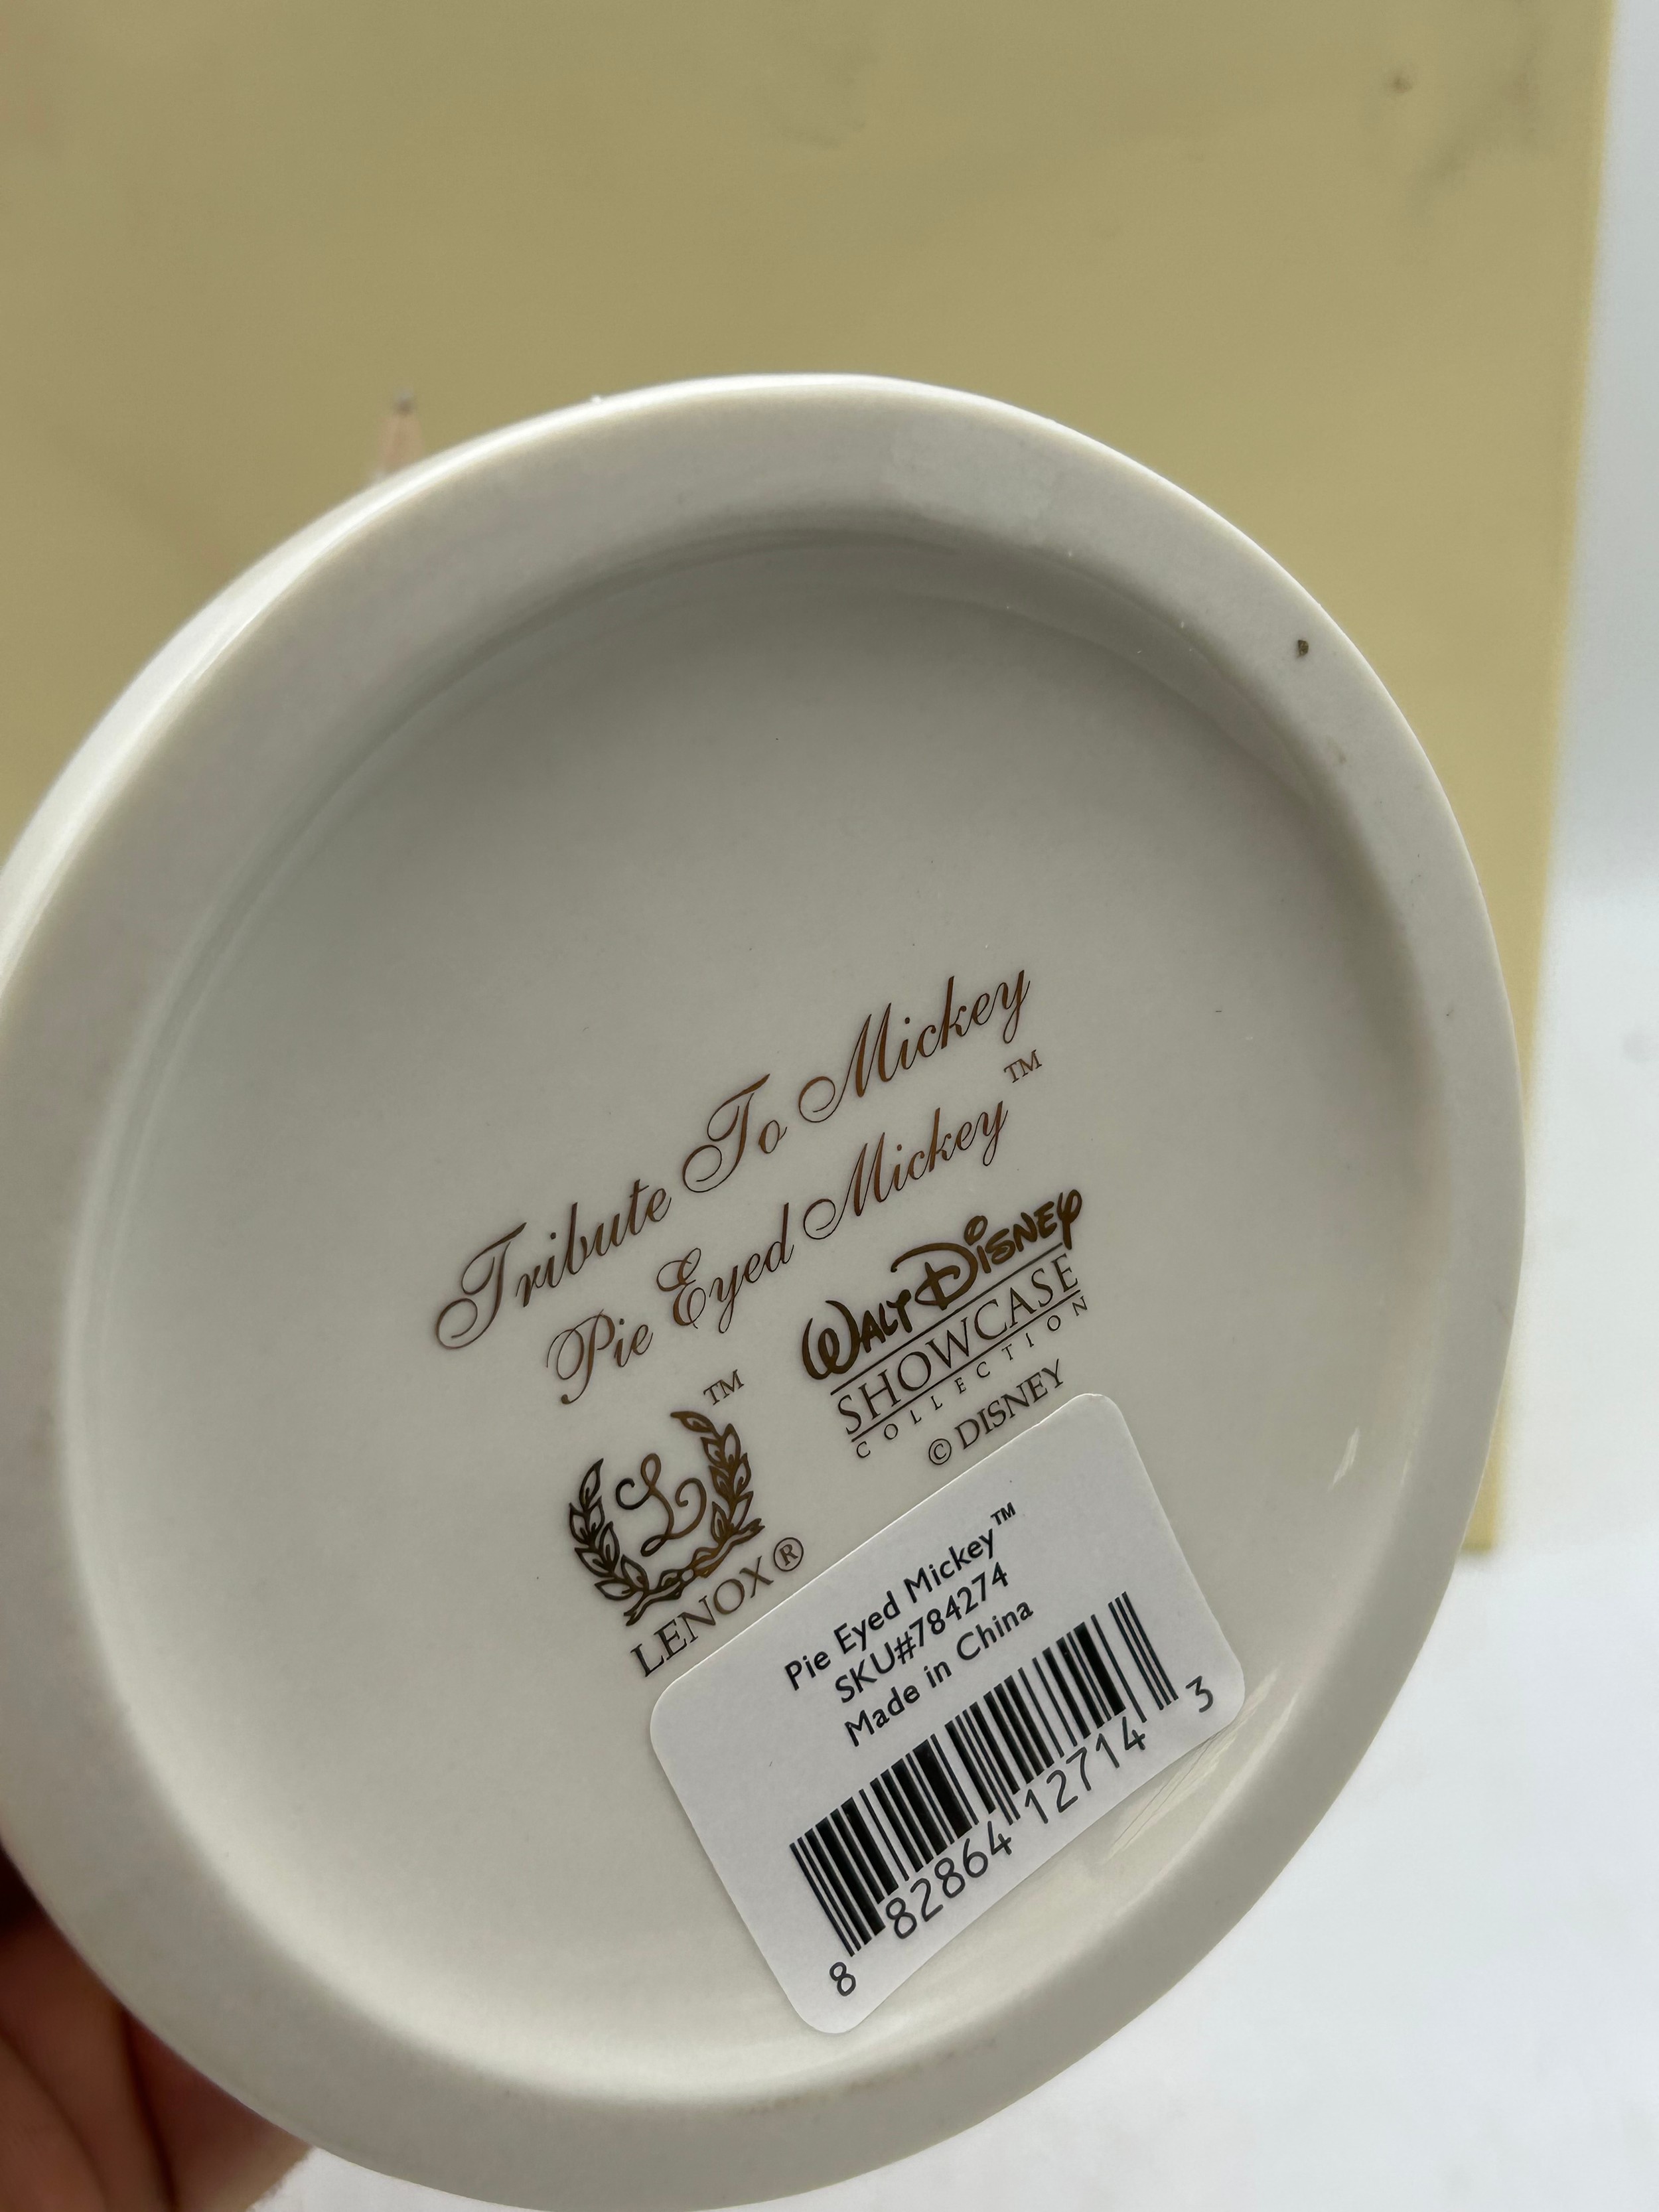 Tribute To Mickey
Pie Eyed Mickey™
WALT DISNEY
SHOWCASE
COLLECTION
© DISNEY
L™
LENOX®
Pie Eyed Mickey™
SKU#784274
Made in China
8 82864 12714 3